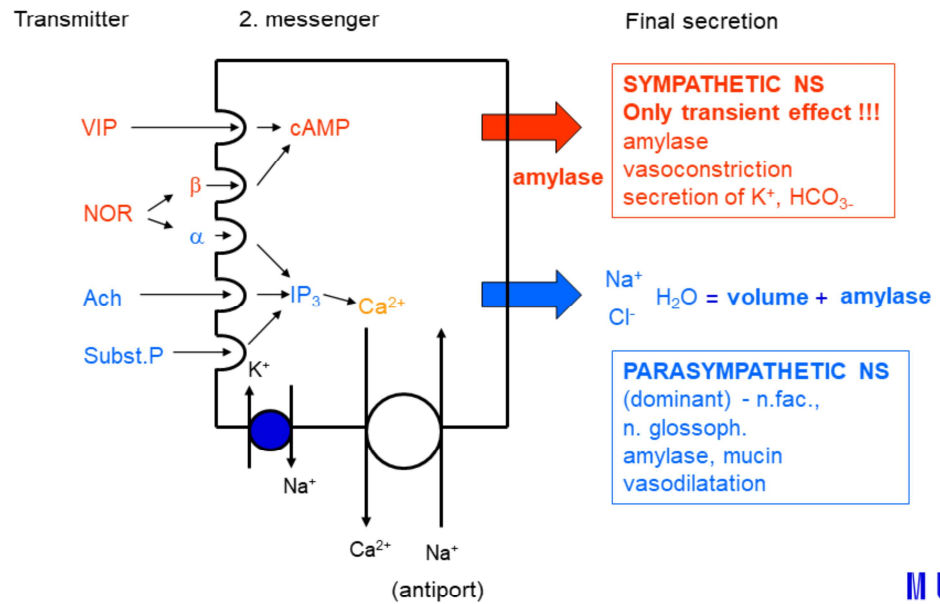 Transmitter 2. messenger Final secretion
SYMPATHETIC NS
Only transient effect !!!
amylase
vasoconstriction
secretion of K⁺, HCO₃₋
VIP cAMP
amylase
β
NOR
α
Ach IP₃ Ca²⁺
Na⁺
Cl⁻
H₂O = volume + amylase
Subst.P
K⁺
Na⁺
PARASYMPATHETIC NS
(dominant) - n.fac.,
n. glossoph.
amylase, mucin
vasodilatation
Ca²⁺ Na⁺
(antiport)
M